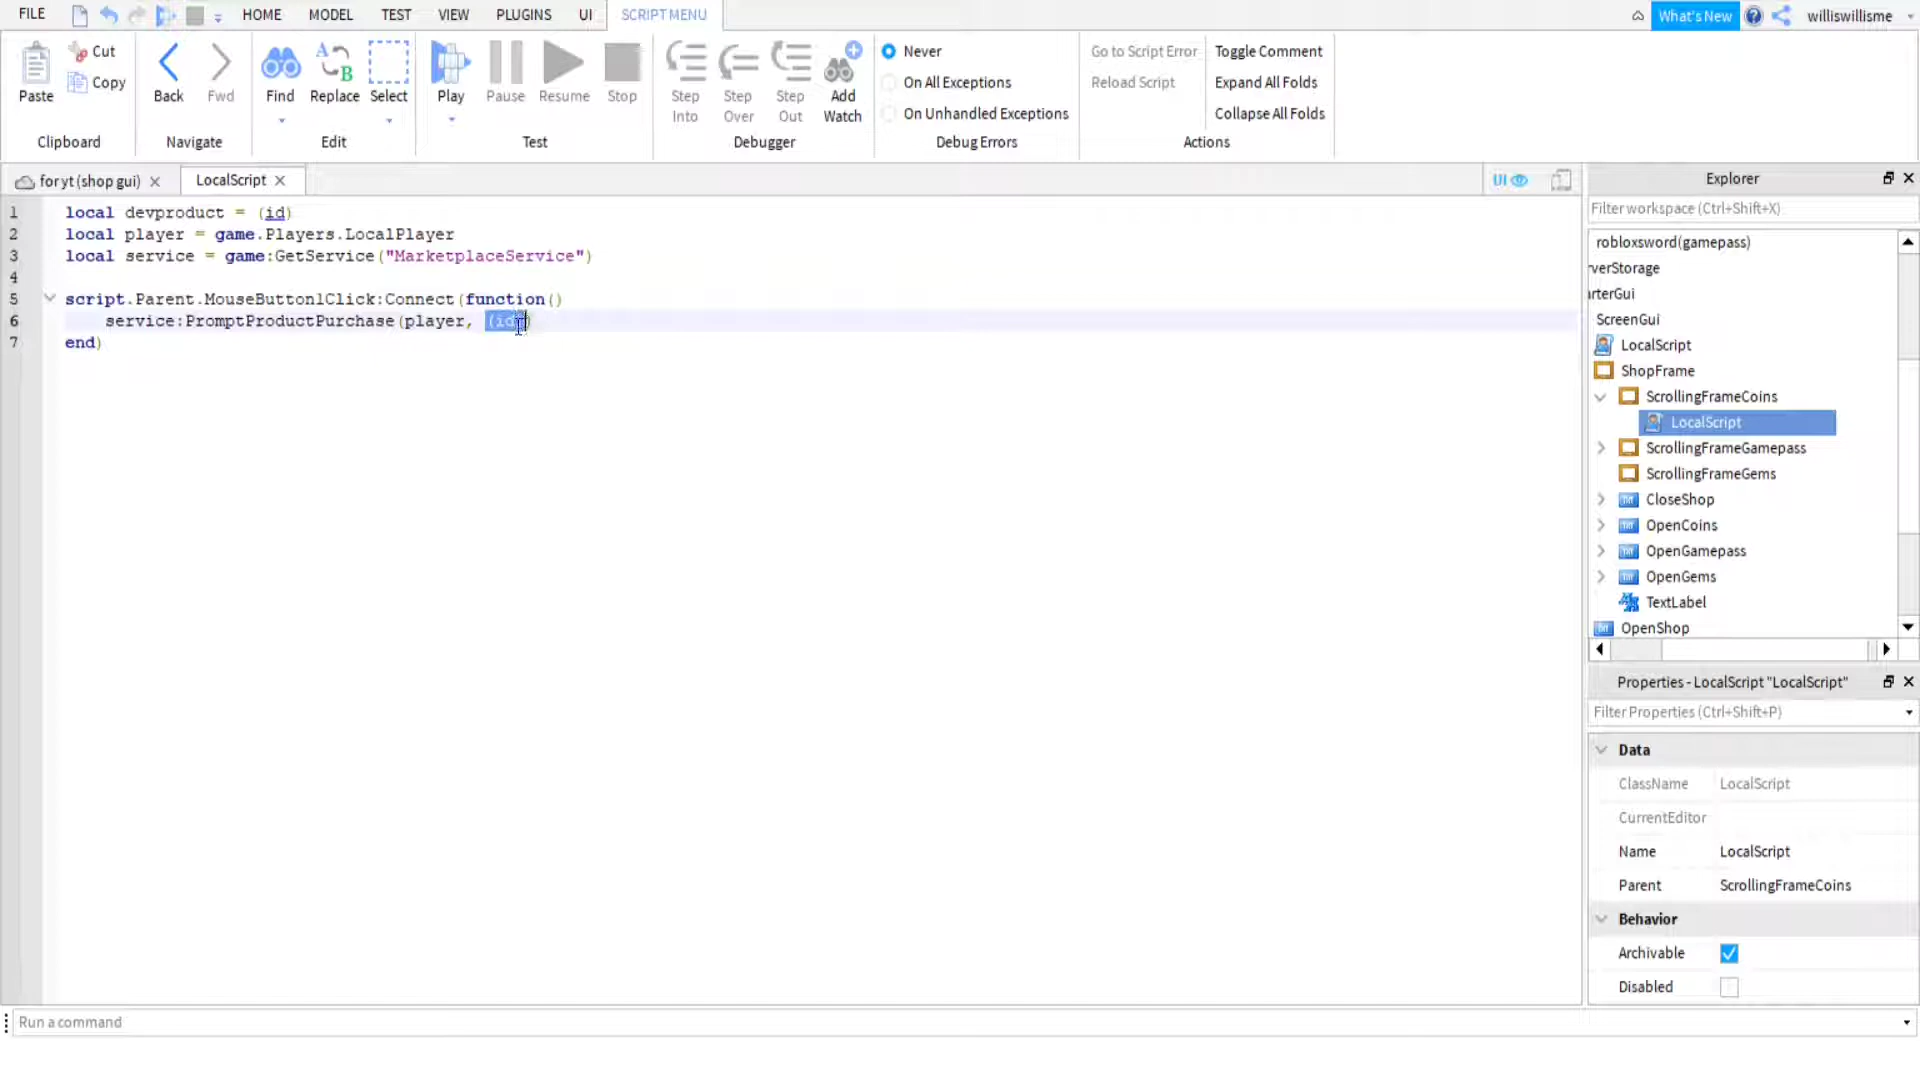 FILE HOME MODEL TEST VIEW PLUGINS UI SCRIPT MENU What's New williswillisme
Paste Cut Copy Back Fwd Find Replace Select Play Pause Resume Stop Step Into Step Over Step Out Add Watch
Never
On All Exceptions
On Unhandled Exceptions
Go to Script Error
Reload Script
Toggle Comment
Expand All Folds
Collapse All Folds
Clipboard Navigate Edit Test Debugger Debug Errors Actions
for yt (shop gui) LocalScript UI
1 local devproduct = (id)
2 local player = game.Players.LocalPlayer
3 local service = game:GetService("MarketplaceService")
4
5 script.Parent.MouseButton1Click:Connect(function()
6 service:PromptProductPurchase(player, (id)
7 end)
Explorer
Filter workspace (Ctrl+Shift+X)
robloxsword(gamepass)
rverStorage
arterGui
ScreenGui
LocalScript
ShopFrame
ScrollingFrameCoins
LocalScript
ScrollingFrameGamepass
ScrollingFrameGems
CloseShop
OpenCoins
OpenGamepass
OpenGems
TextLabel
OpenShop
Properties - LocalScript "LocalScript"
Filter Properties (Ctrl+Shift+P)
Data
ClassName LocalScript
CurrentEditor
Name LocalScript
Parent ScrollingFrameCoins
Behavior
Archivable
Disabled
Run a command